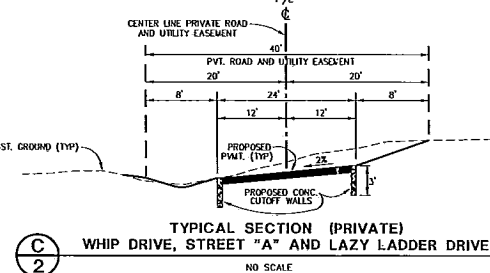 CENTER LINE PRIVATE ROAD
AND UTILITY EASEMENT
40'
PVT. ROAD AND UTILITY EASEMENT
20' 20'
8' 24' 8'
12' 12'
ST. GROUND (TYP)
PROPOSED
PVMT. (TYP)
2%
3'
PROPOSED CONC.
CUTOFF WALLS
TYPICAL SECTION (PRIVATE)
C
2
WHIP DRIVE, STREET "A" AND LAZY LADDER DRIVE
NO SCALE